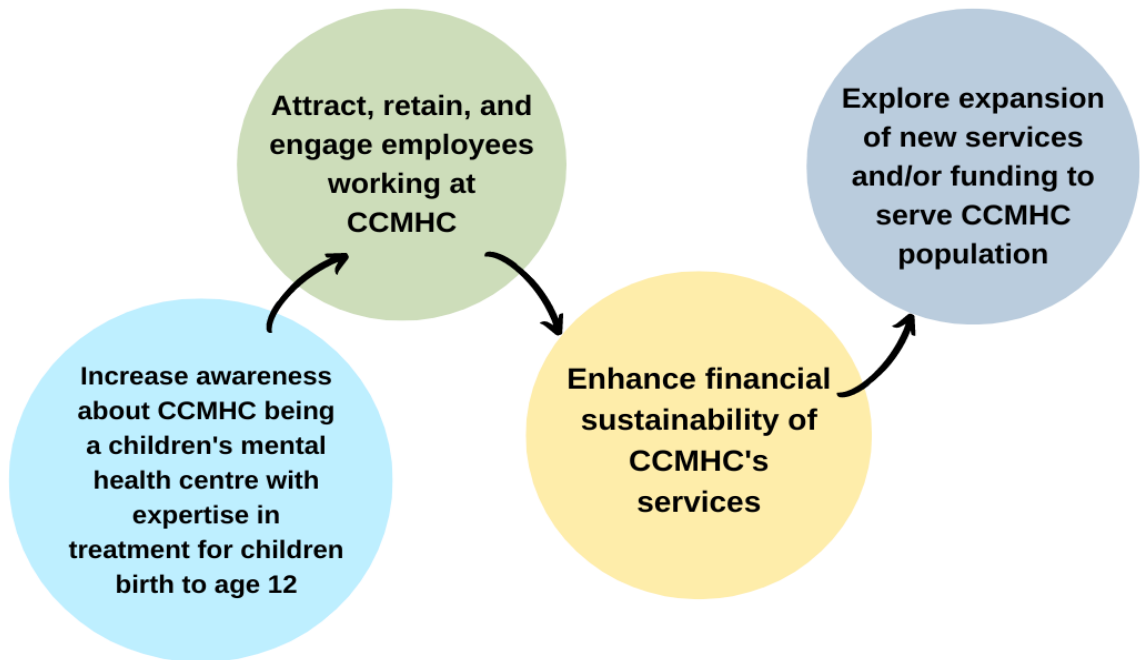 Increase awareness
about CCMHC being
a children's mental
health centre with
expertise in
treatment for children
birth to age 12
Attract, retain, and
engage employees
working at
CCMHC
Enhance financial
sustainability of
CCMHC's
services
Explore expansion
of new services
and/or funding to
serve CCMHC
population